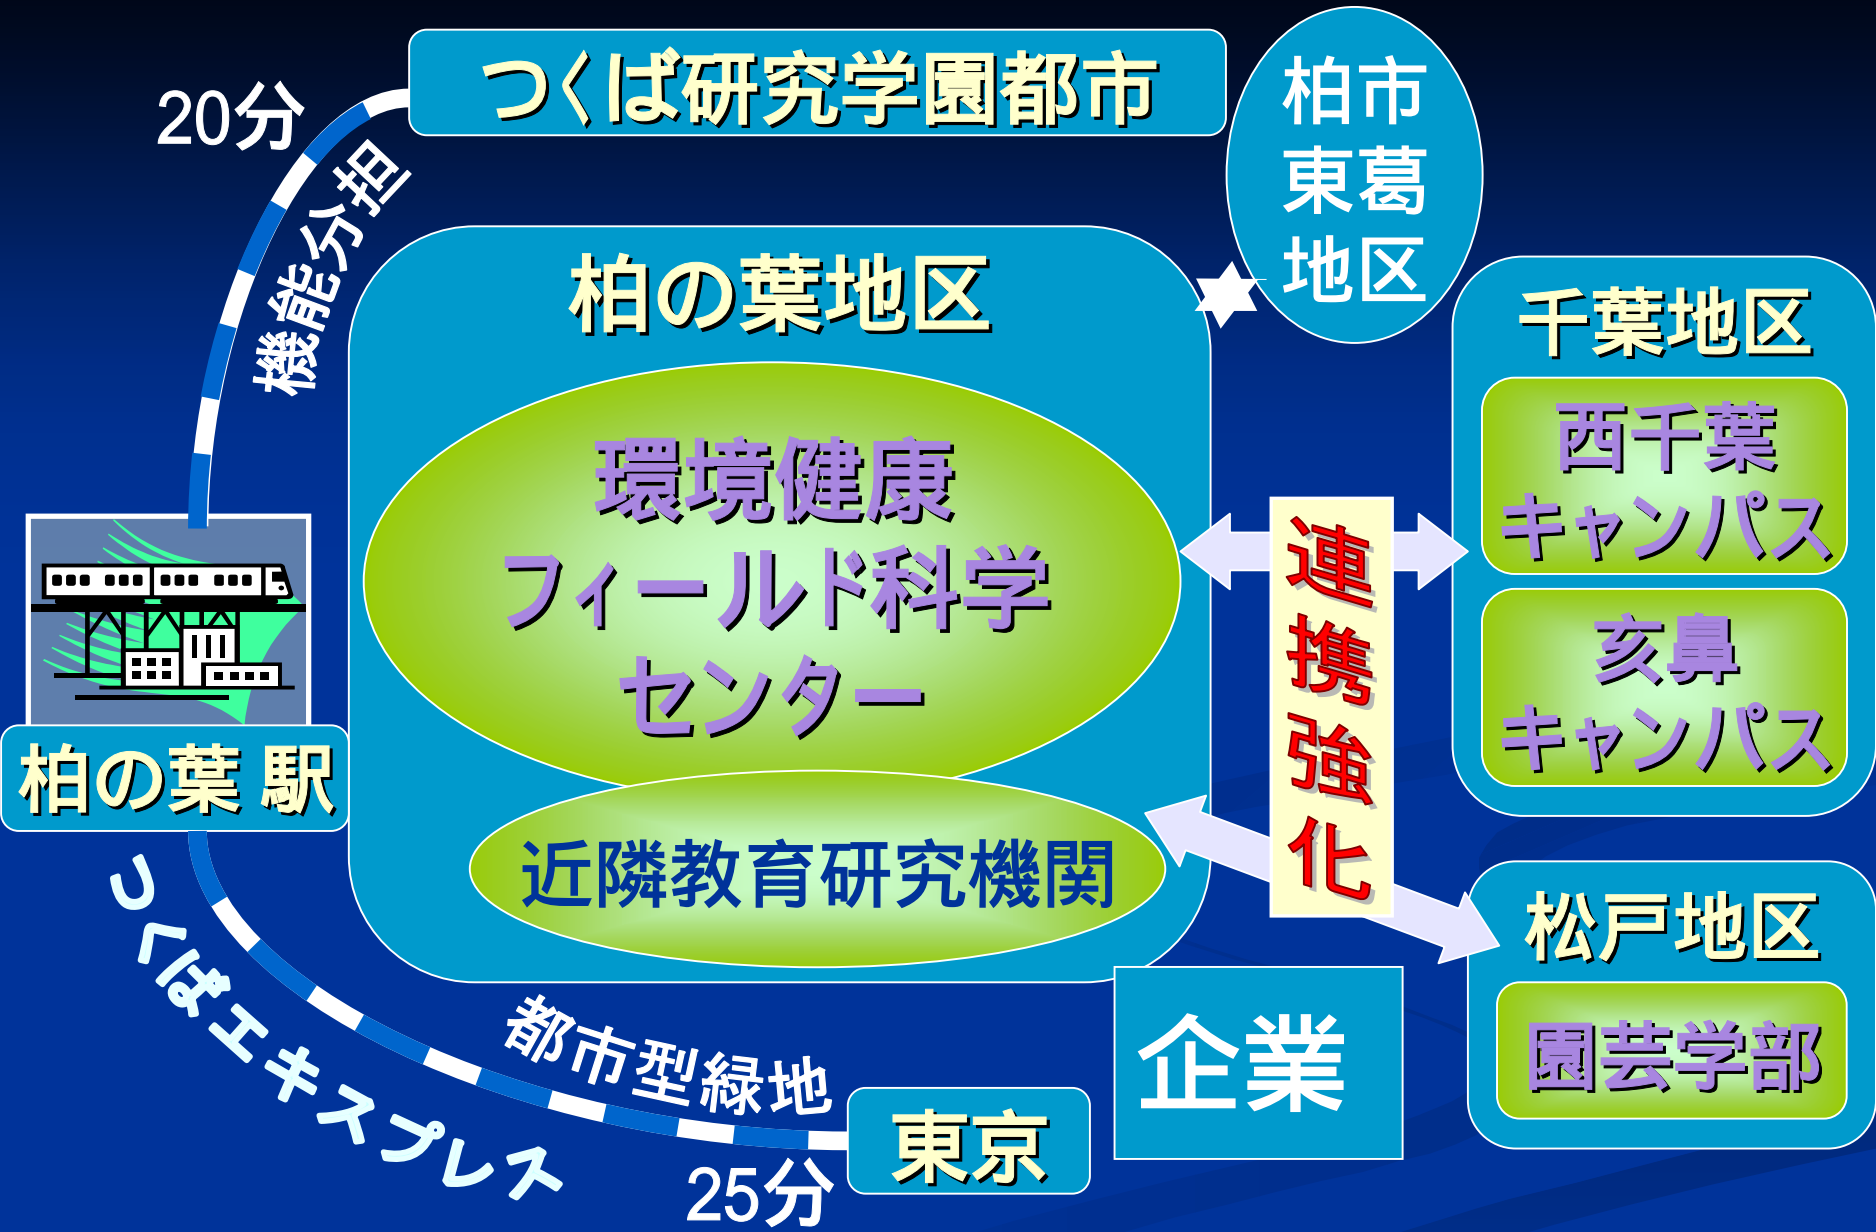 つくば研究学園都市
柏市
東葛
地区
20分
機能分担
柏の葉地区
環境健康
フィールド科学
センター
近隣教育研究機関
連携強化
千葉地区
西千葉
キャンパス
亥鼻
キャンパス
柏の葉 駅
つくばエキスプレス
松戸地区
園芸学部
都市型緑地
企業
東京
25分